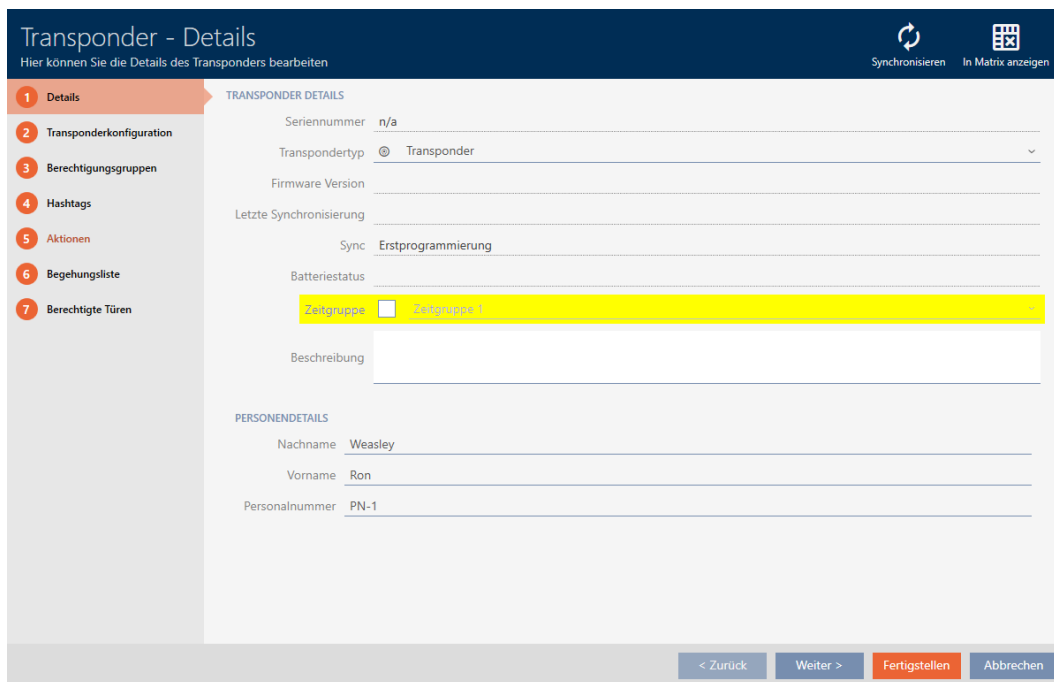 Transponder - Details
Hier können Sie die Details des Transponders bearbeiten
Synchronisieren
In Matrix anzeigen
1 Details
2 Transponderkonfiguration
3 Berechtigungsgruppen
4 Hashtags
5 Aktionen
6 Begehungsliste
7 Berechtigte Türen
TRANSPONDER DETAILS
Seriennummer n/a
Transpondertyp Transponder
Firmware Version
Letzte Synchronisierung
Sync Erstprogrammierung
Batteriestatus
Zeitgruppe Zeitgruppe 1
Beschreibung
PERSONENDETAILS
Nachname Weasley
Vorname Ron
Personalnummer PN-1
< Zurück Weiter > Fertigstellen Abbrechen